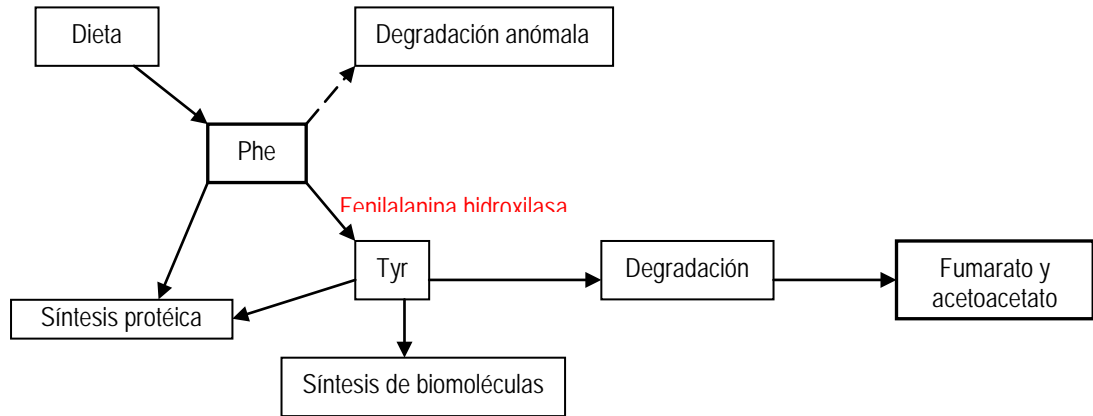 Dieta
Degradación anómala
Phe
Fenilalanina hidroxilasa
Tyr
Degradación
Fumarato y
acetoacetato
Síntesis protéica
Síntesis de biomoléculas